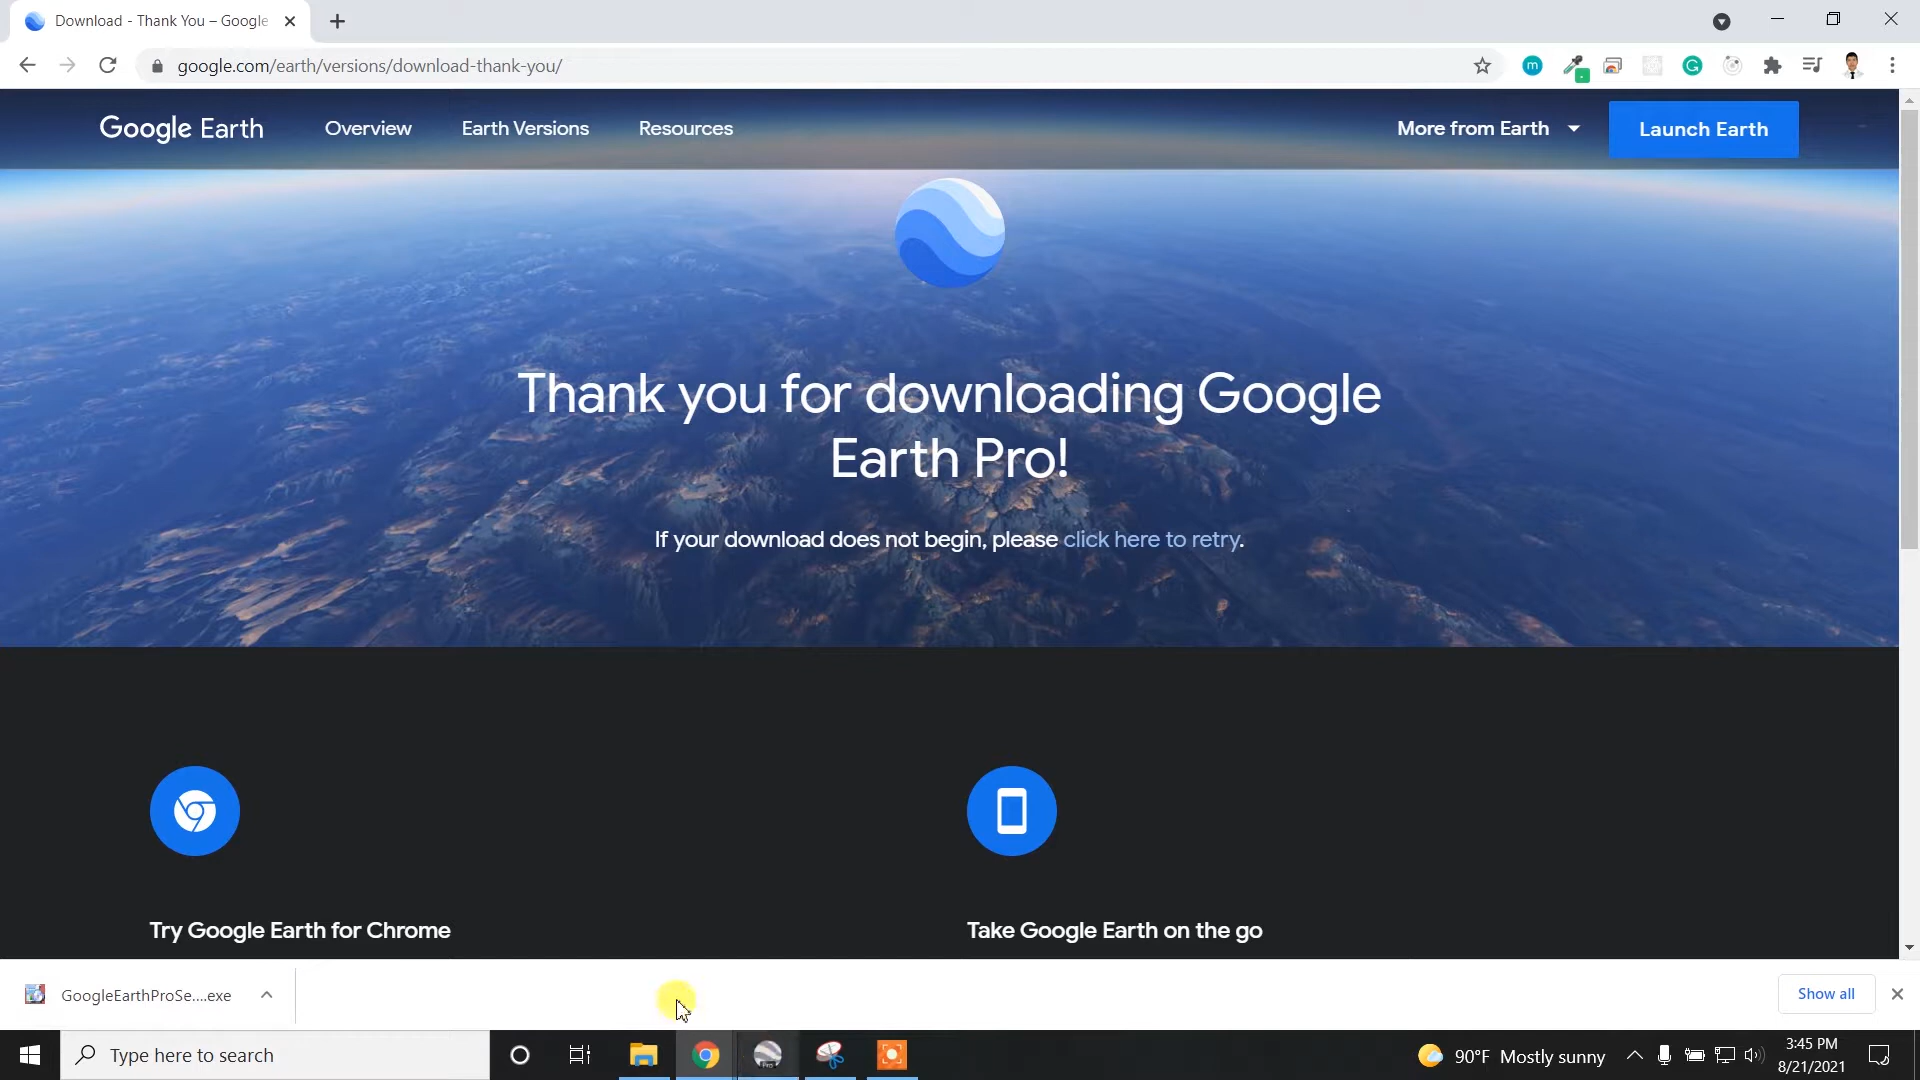 Download - Thank You – Google
google.com/earth/versions/download-thank-you/
Google Earth
Overview
Earth Versions
Resources
More from Earth
Launch Earth
Thank you for downloading Google
Earth Pro!
If your download does not begin, please click here to retry.
Try Google Earth for Chrome
Take Google Earth on the go
GoogleEarthProSe....exe
Show all
Type here to search
90°F Mostly sunny
3:45 PM
8/21/2021